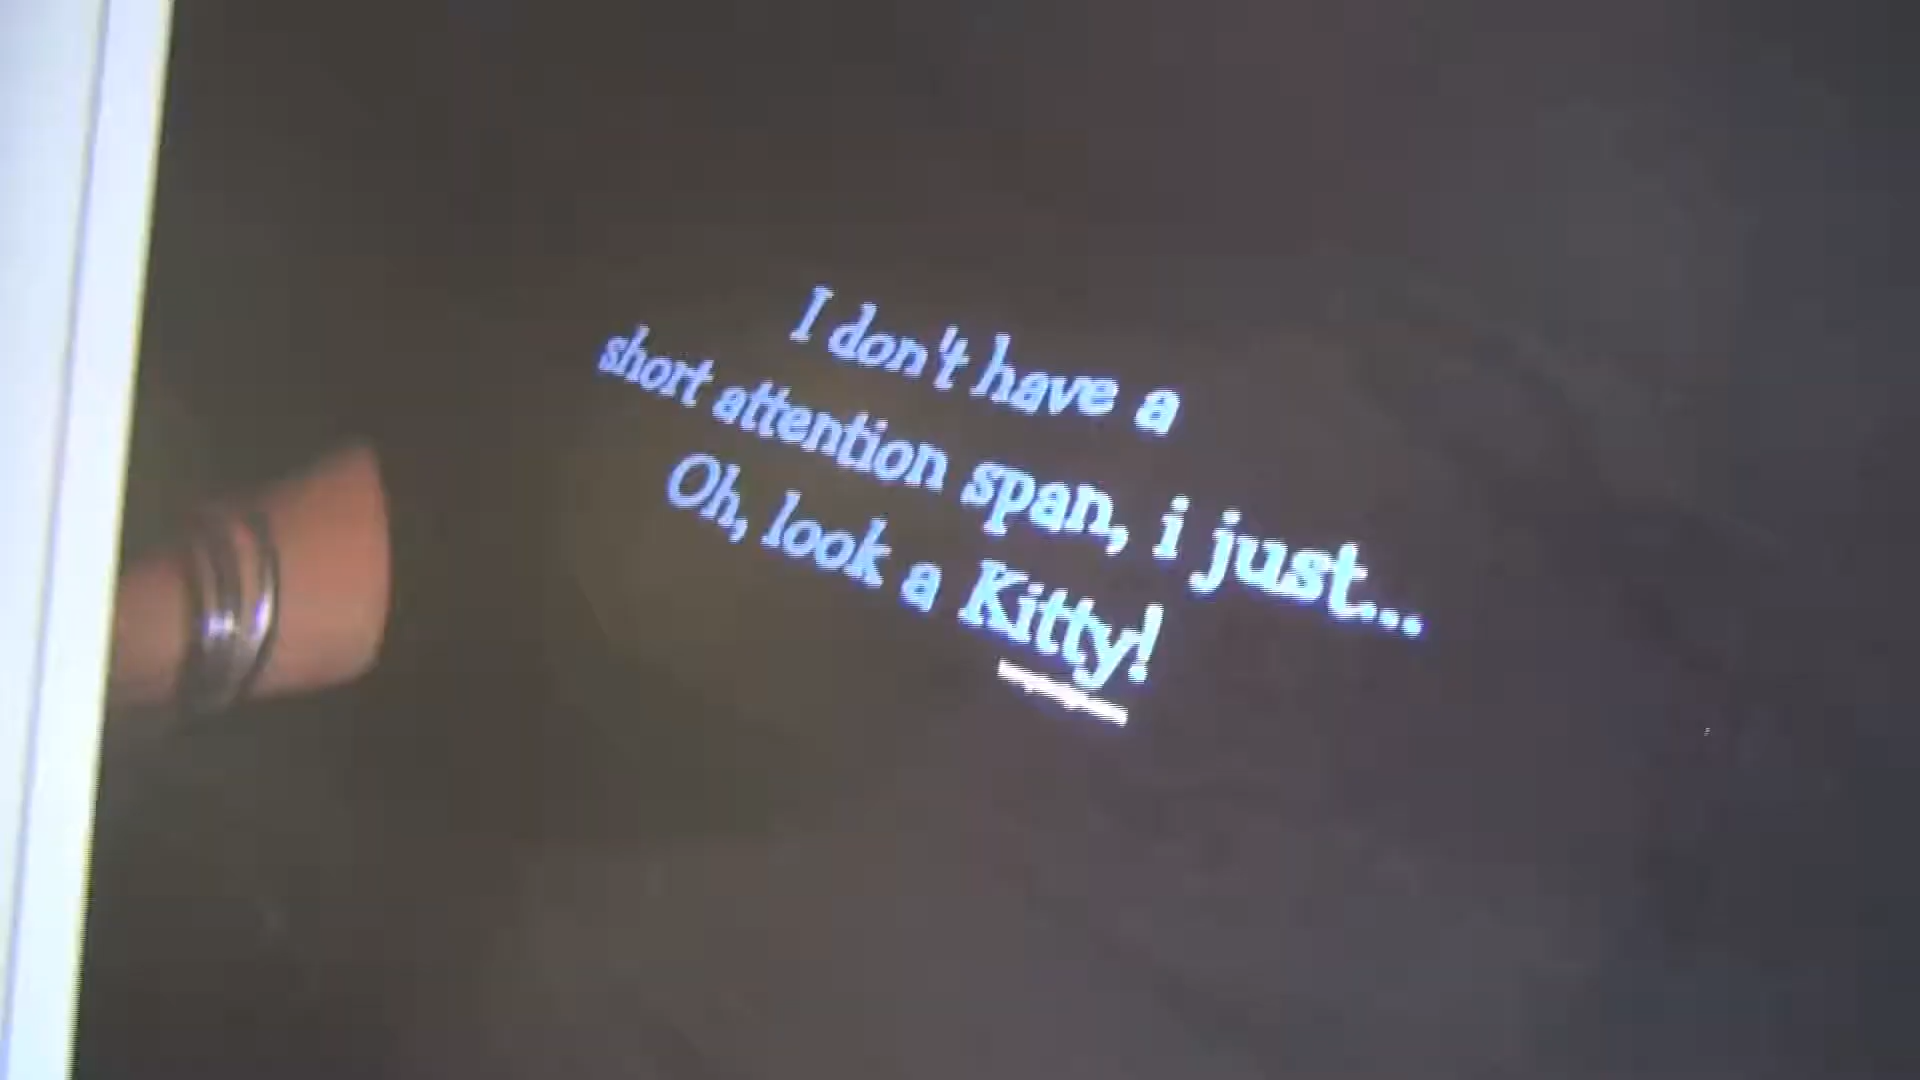 I don't have a
short attention span, i just...
Oh, look a Kitty!